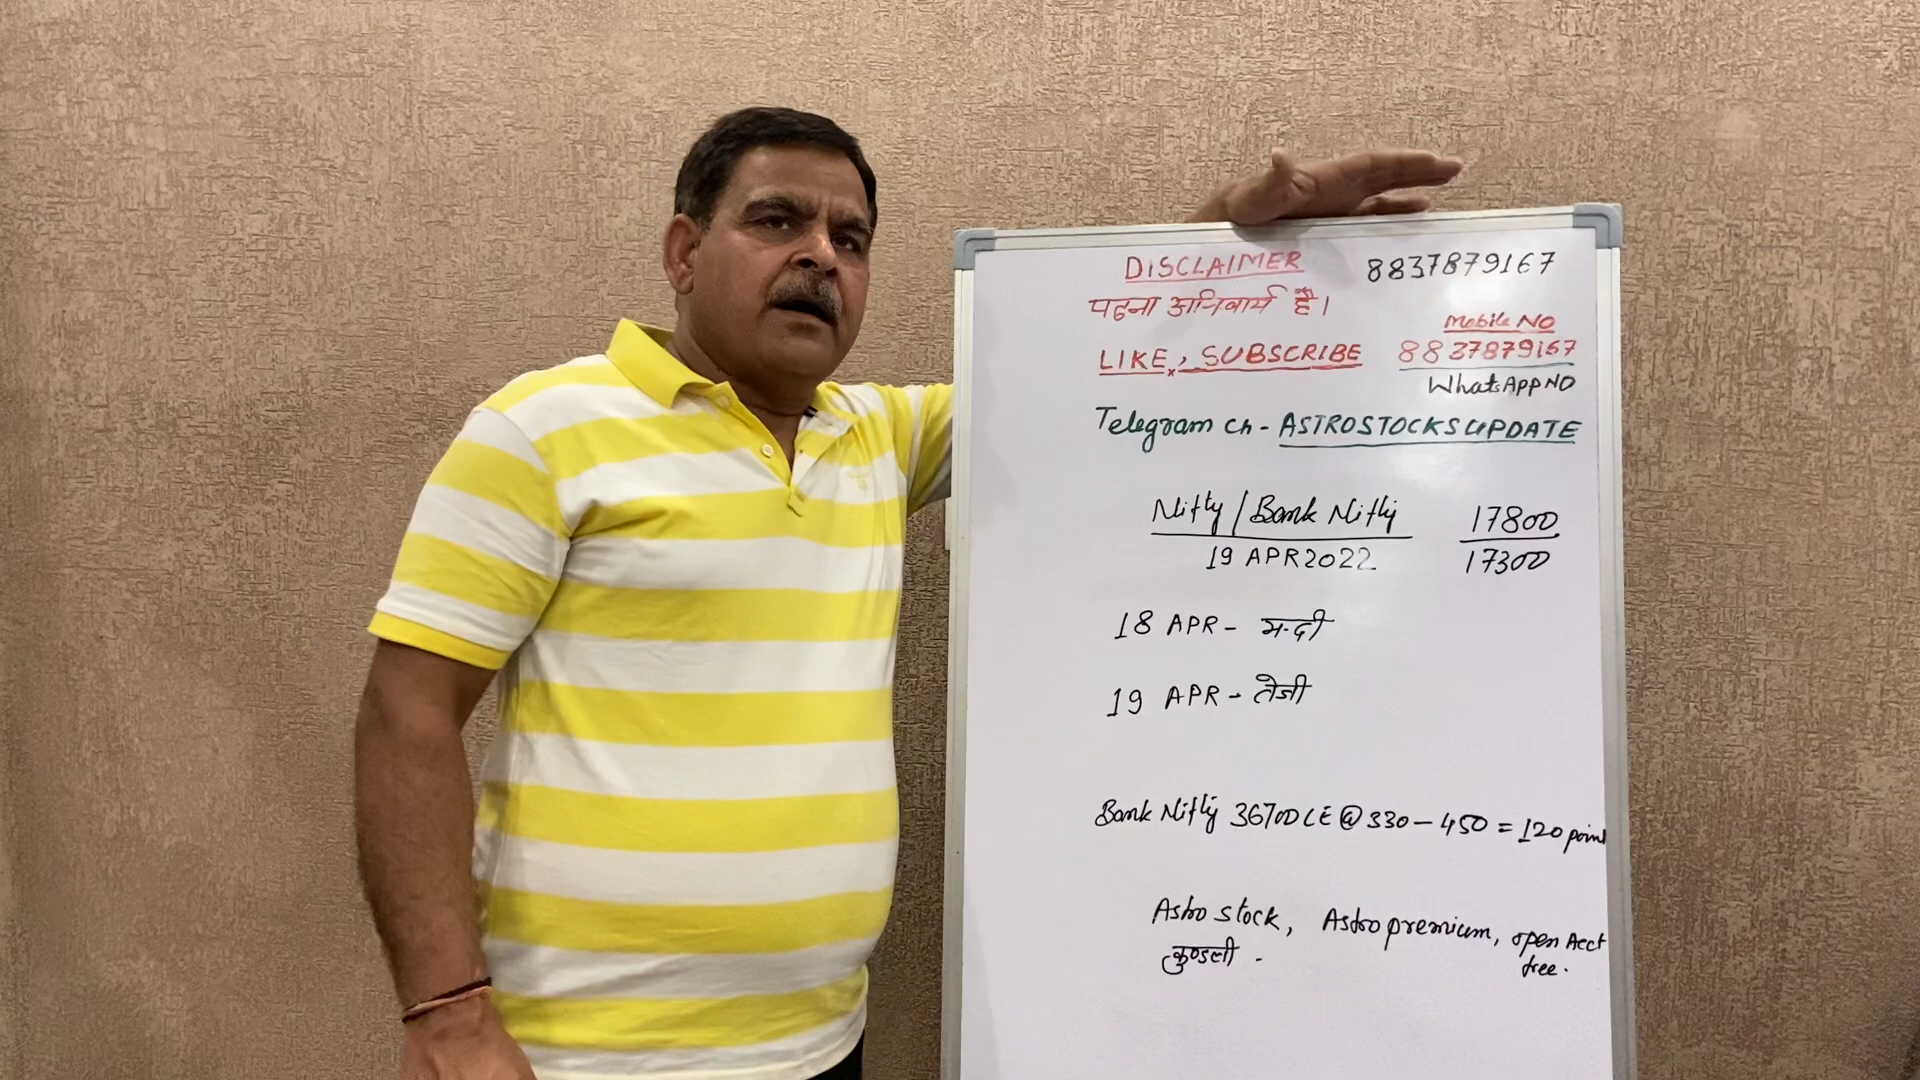 DISCLAIMER 8837879167
पढना अनिवार्य है।
Mobile NO
LIKE, SUBSCRIBE 8837879167
WhatsAPP NO
Telegram Ch - ASTROSTOCKSUPDATE
Nifty / Bank Nifty 17800
19 APR 2022 17300
18 APR - मन्दी
19 APR - तेजी
Bank Nifty 36700 CE @ 330 - 450 = 120 point
Astro stock, Astro premium, open Acct
कुण्डली - free.